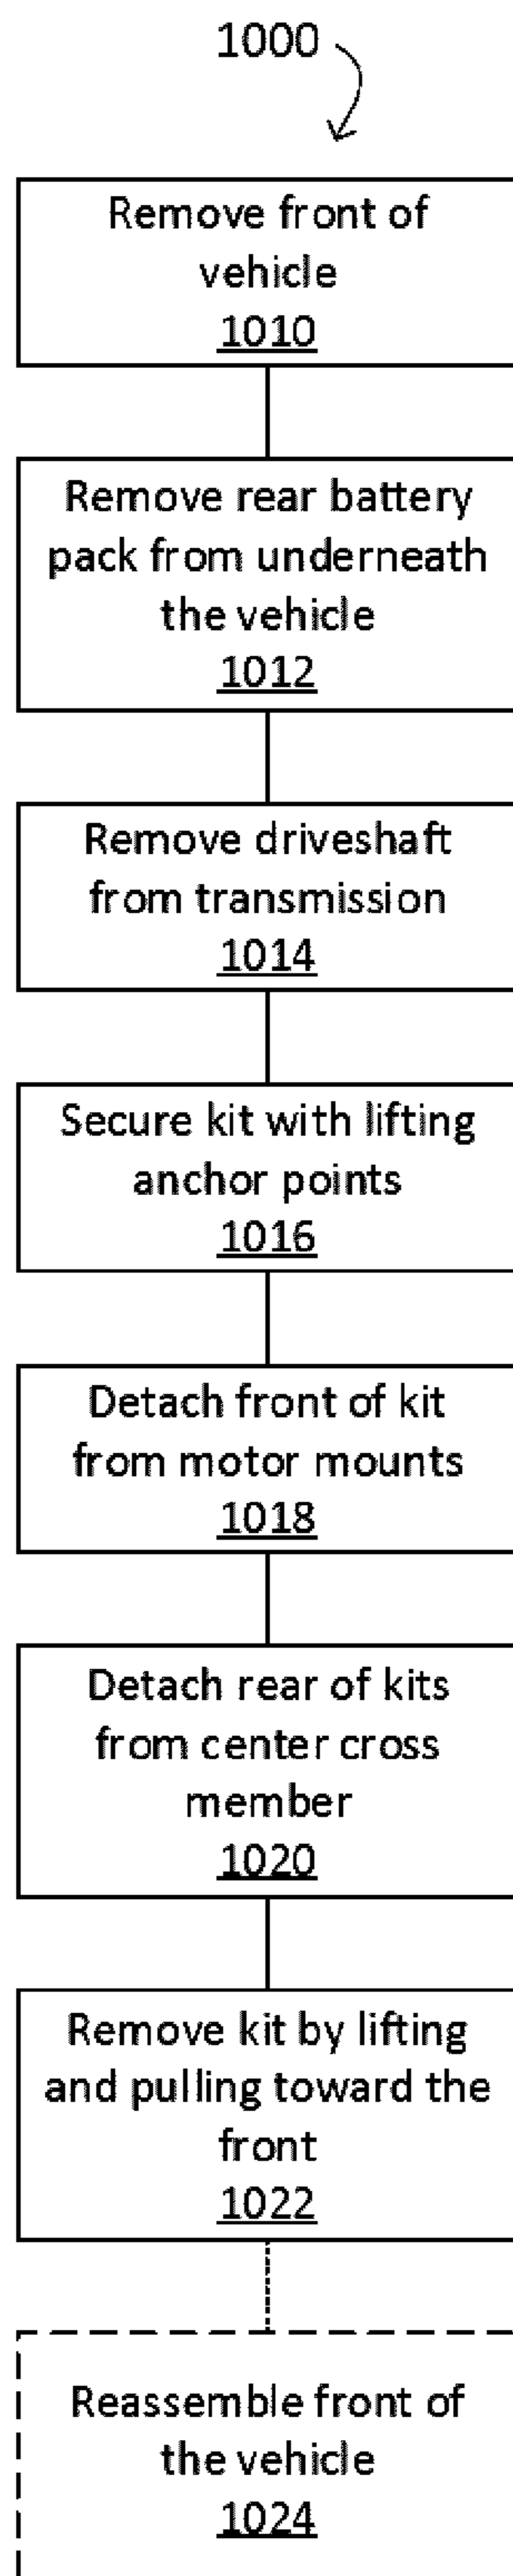 1000
Remove front of
vehicle
1010
Remove rear battery
pack from underneath
the vehicle
1012
Remove driveshaft
from transmission
1014
Secure kit with lifting
anchor points
1016
Detach front of kit
from motor mounts
1018
Detach rear of kits
from center cross
member
1020
Remove kit by lifting
and pulling toward the
front
1022
Reassemble front of
the vehicle
1024